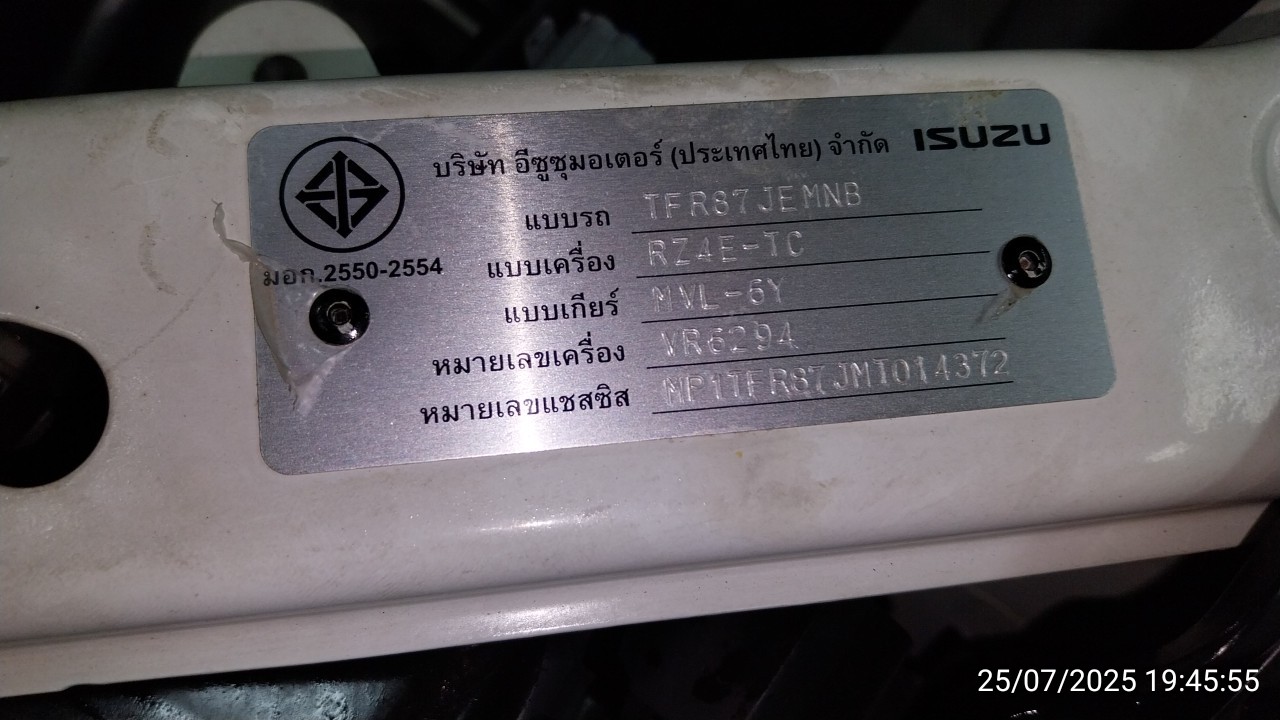 บริษัท อีซูซุมอเตอร์ (ประเทศไทย) จำกัด ISUZU
แบบรถ TFR87JEMNB
มอก.2550-2554
แบบเครื่อง RZ4E-TC
แบบเกียร์ MVL-6Y
หมายเลขเครื่อง VR6294
หมายเลขแชสซิส MP1TFR87JMT014372
25/07/2025 19:45:55